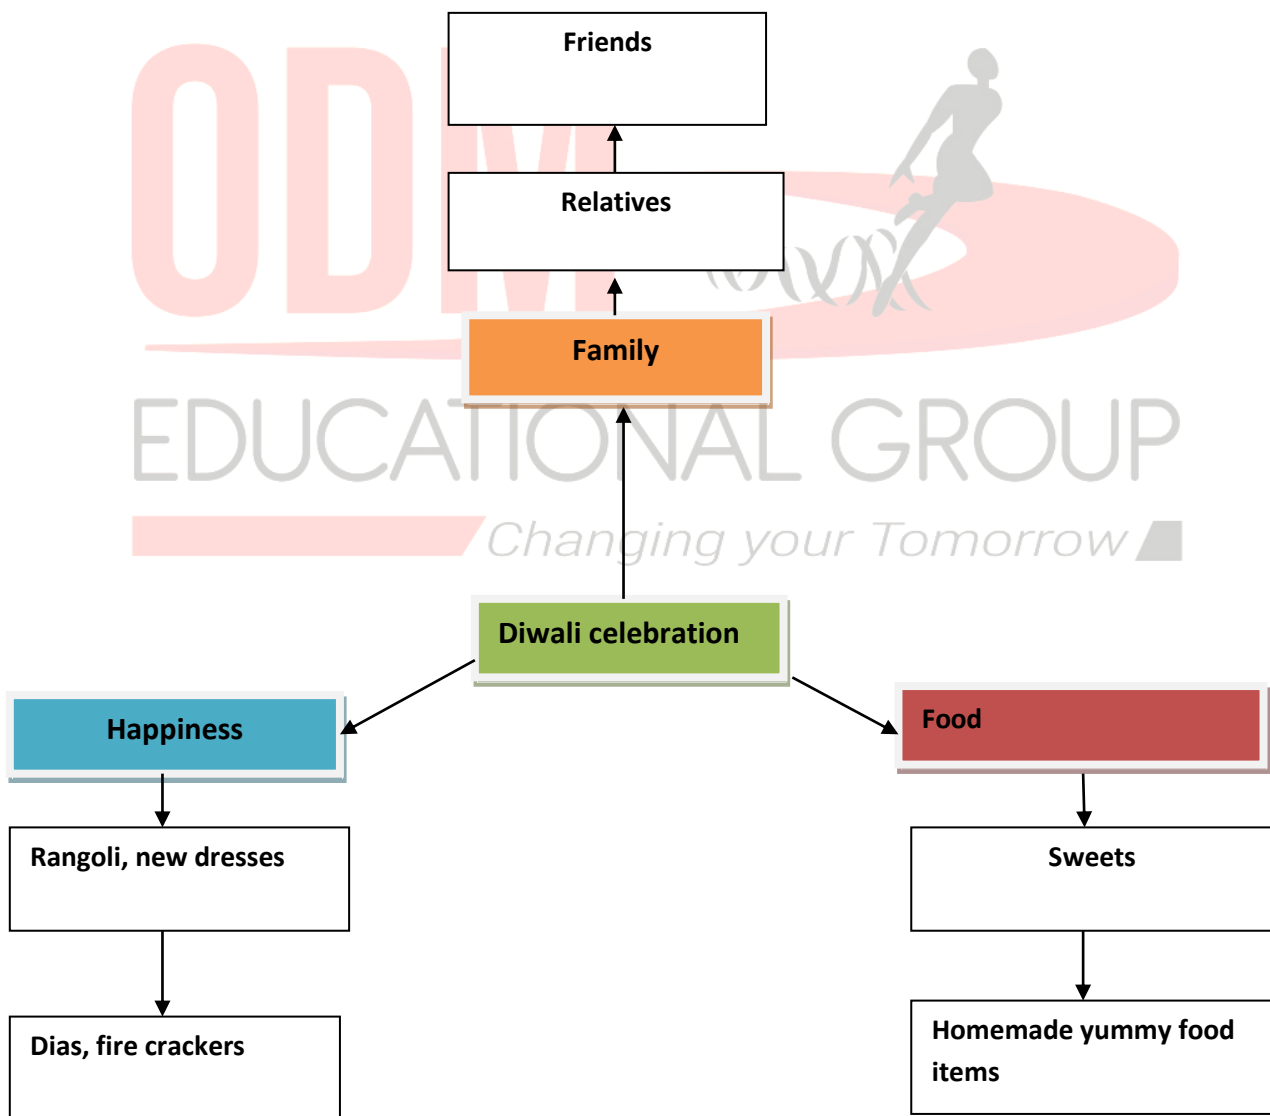 Friends
Relatives
Family
ODM
EDUCATIONAL GROUP
Changing your Tomorrow
Diwali celebration
Happiness
Food
Rangoli, new dresses
Sweets
Dias, fire crackers
Homemade yummy food
items